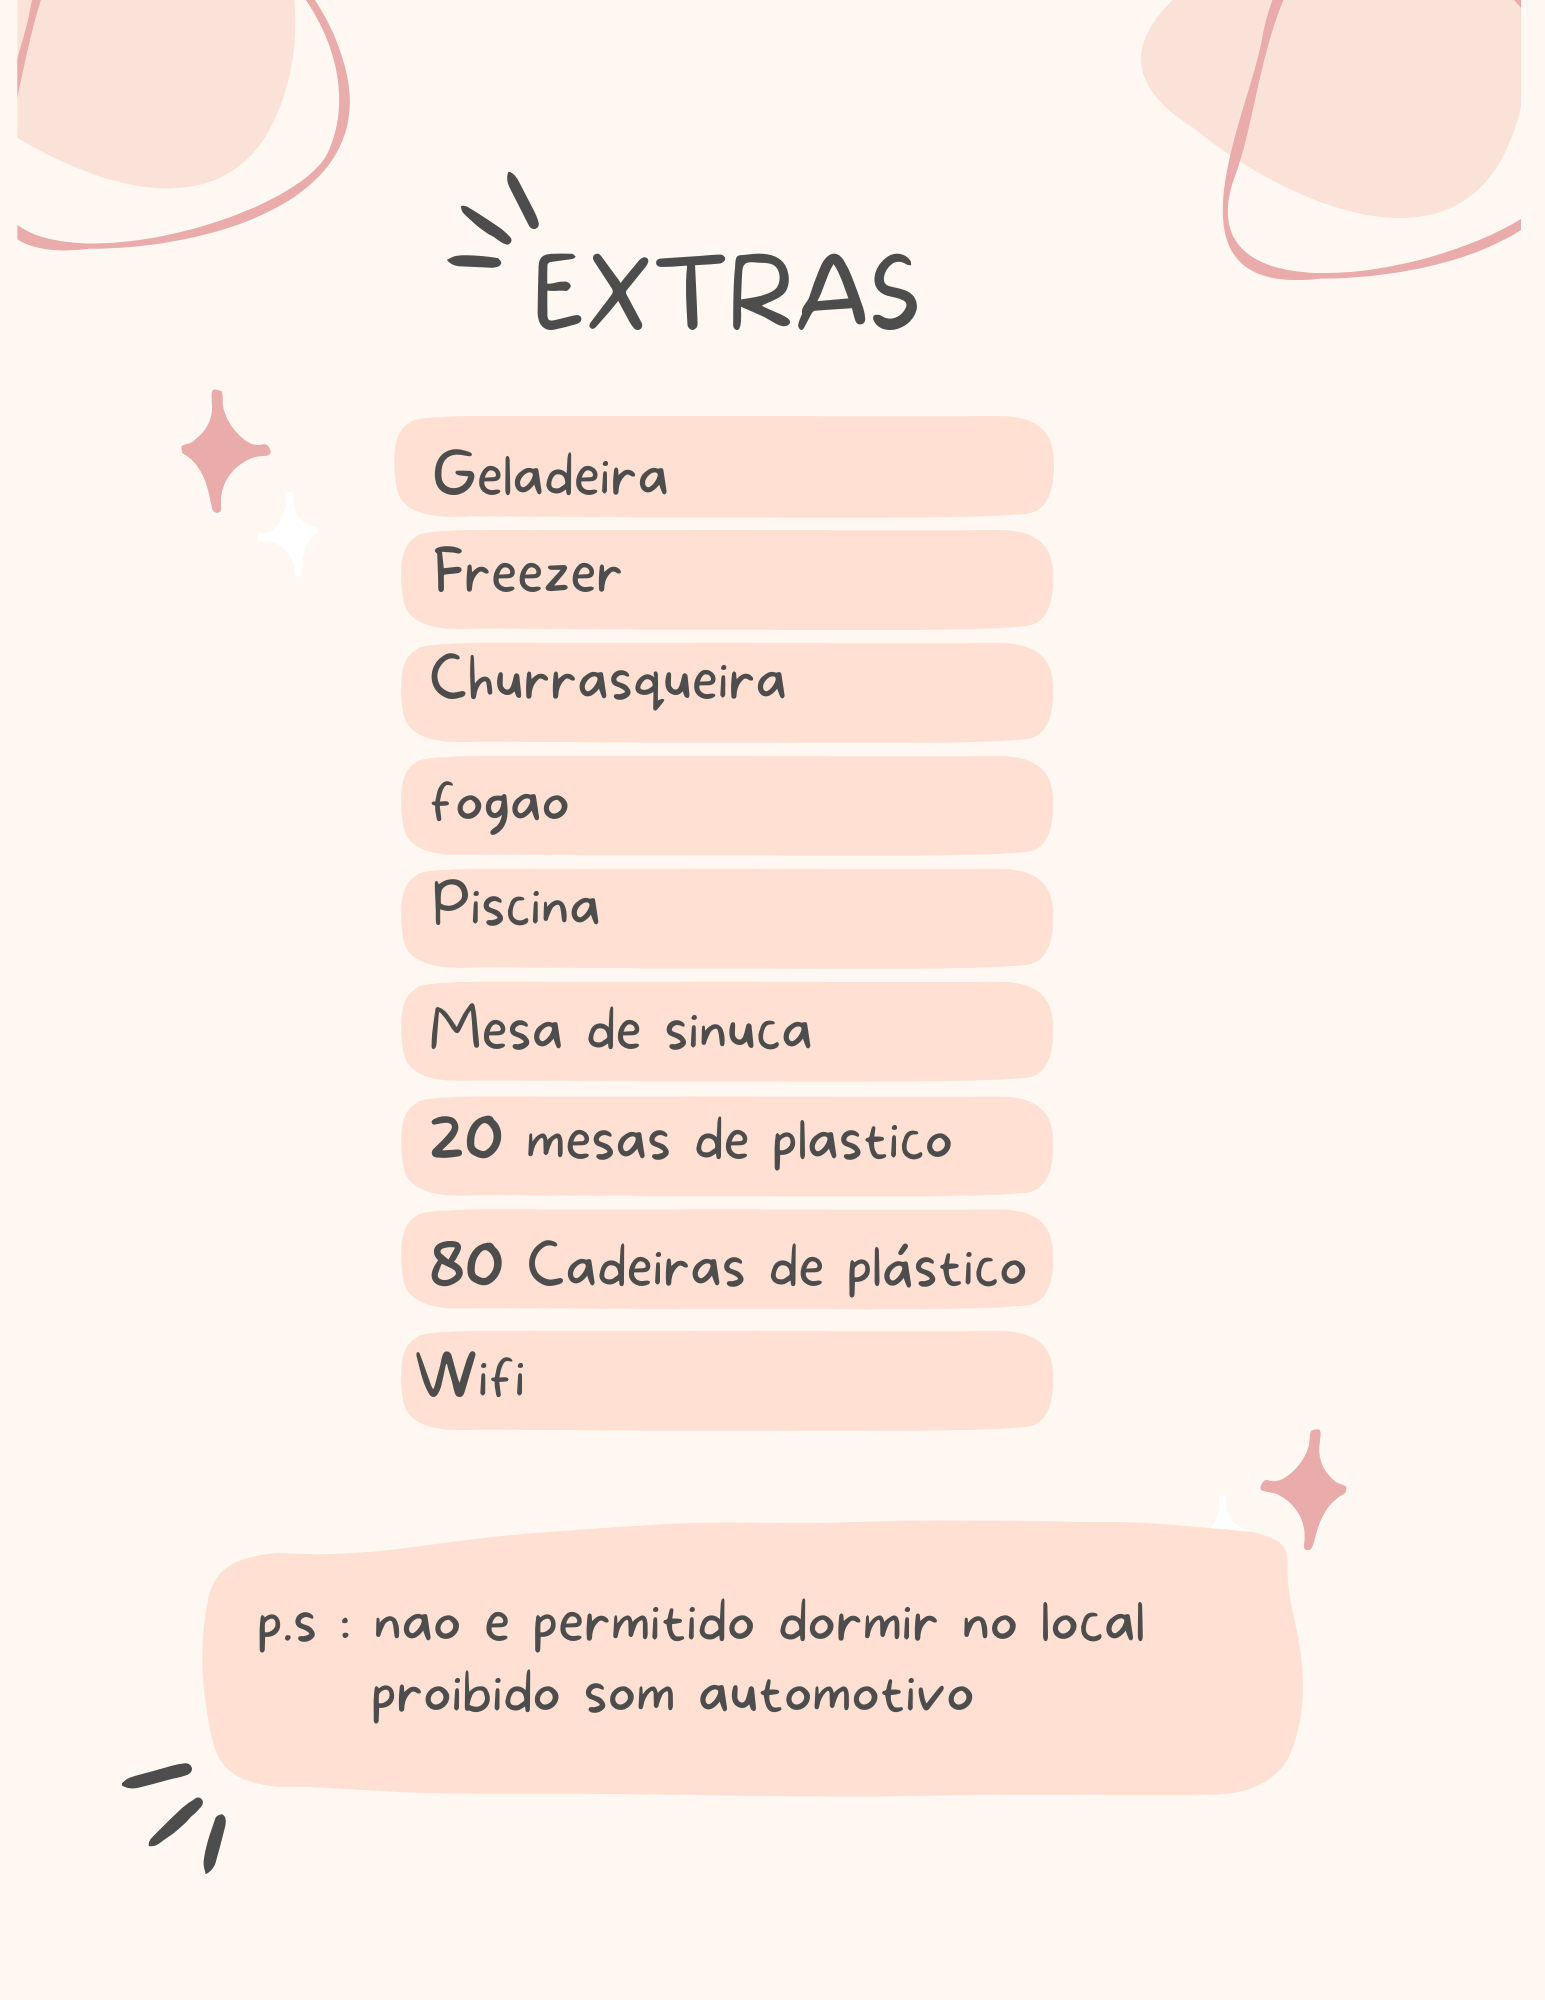 EXTRAS
Geladeira
Freezer
Churrasqueira
fogao
Piscina
Mesa de sinuca
20 mesas de plastico
80 Cadeiras de plástico
Wifi
p.s : nao e permitido dormir no local
proibido som automotivo